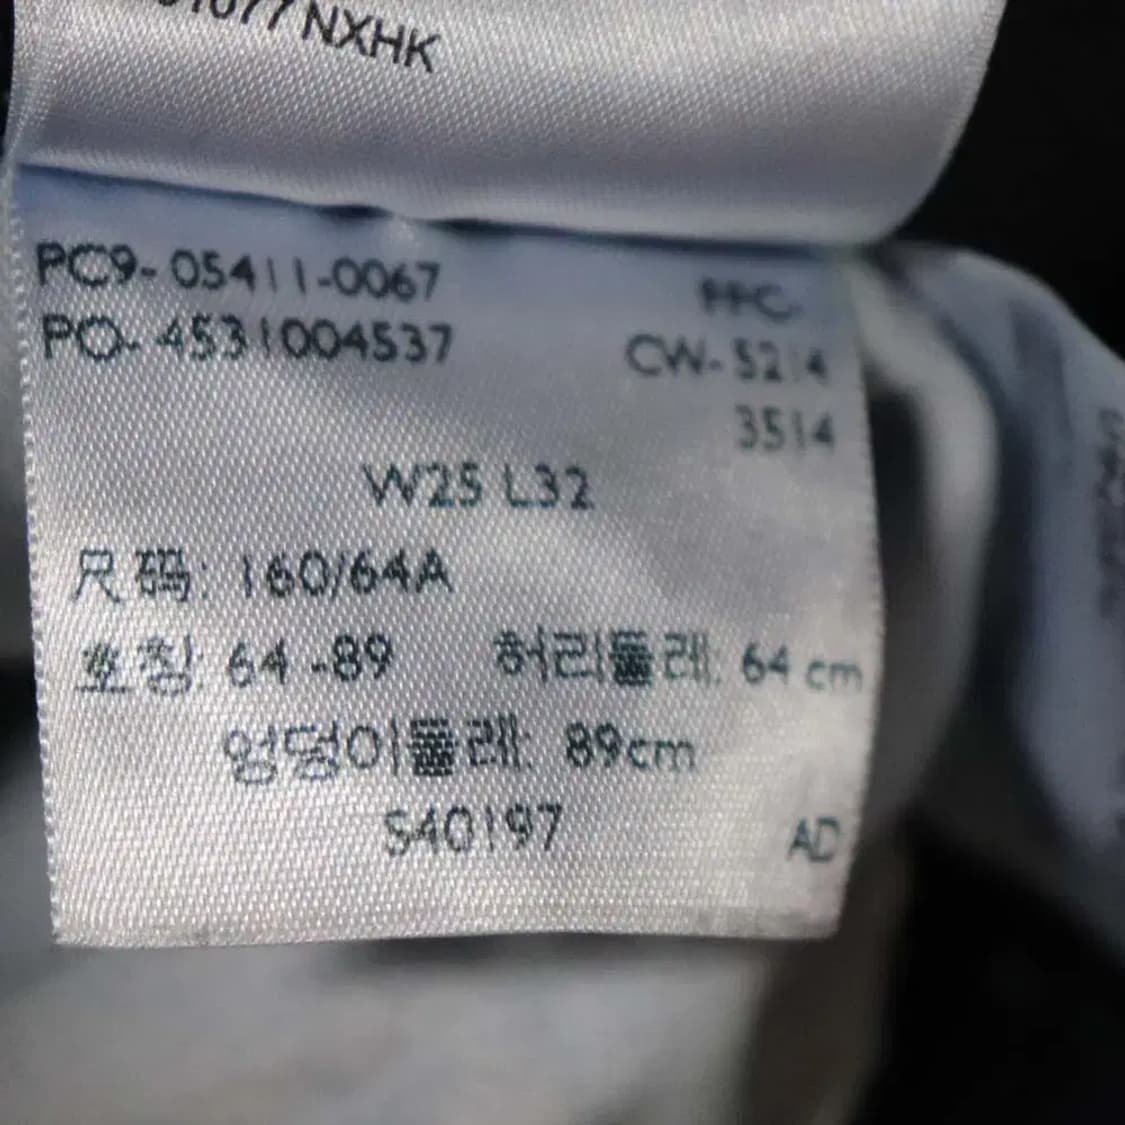 NXHK
PC9-05411-0067
PO-4531004537
CW-5214
3514
W25 L32
尺码: 160/64A
호칭: 64-89 허리둘레: 64 cm
엉덩이둘레: 89cm
S40197 AD